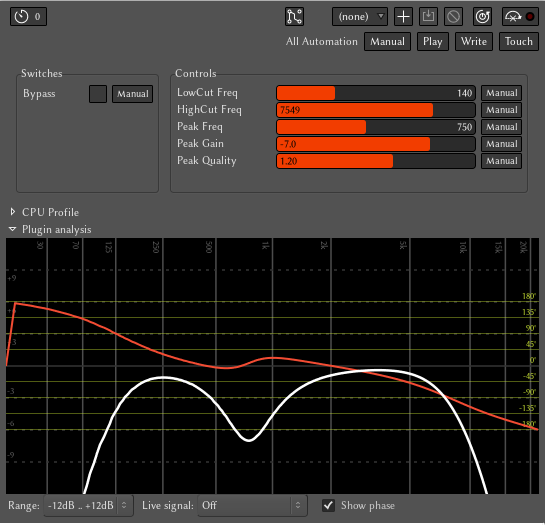 0 (none)
All Automation Manual Play Write Touch
Switches Controls
Bypass Manual
LowCut Freq 140 Manual
HighCut Freq 7549 Manual
Peak Freq 750 Manual
Peak Gain -7.0 Manual
Peak Quality 1.20 Manual
CPU Profile
Plugin analysis
30 70 125 250 500 1k 2k 5k 10k 15k 20k
+9
180°
135°
90°
+3 45°
0°
-45°
-3 -90°
-135°
-6 -180°
-9
Range: -12dB .. +12dB Live signal: Off Show phase